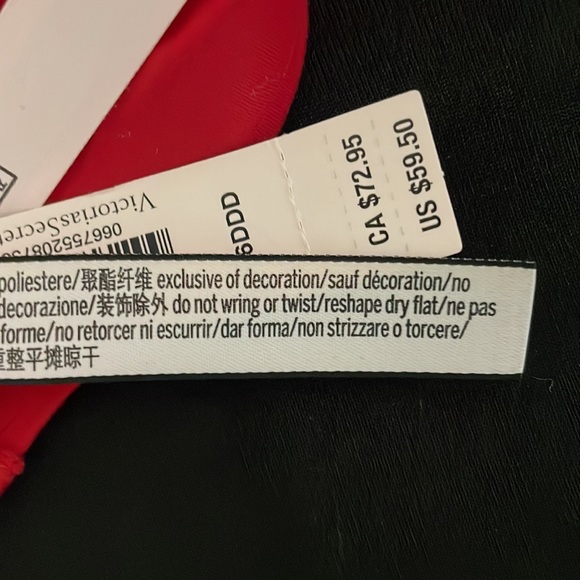 CA $72.95
US $59.50
6DDD
VictoriasSecret
poliestere/聚酯纤维 exclusive of decoration/sauf décoration/no
decorazione/装饰除外 do not wring or twist/reshape dry flat/ne pas
forme/no retorcer ni escurrir/dar forma/non strizzare o torcere/
重整平摊晾干